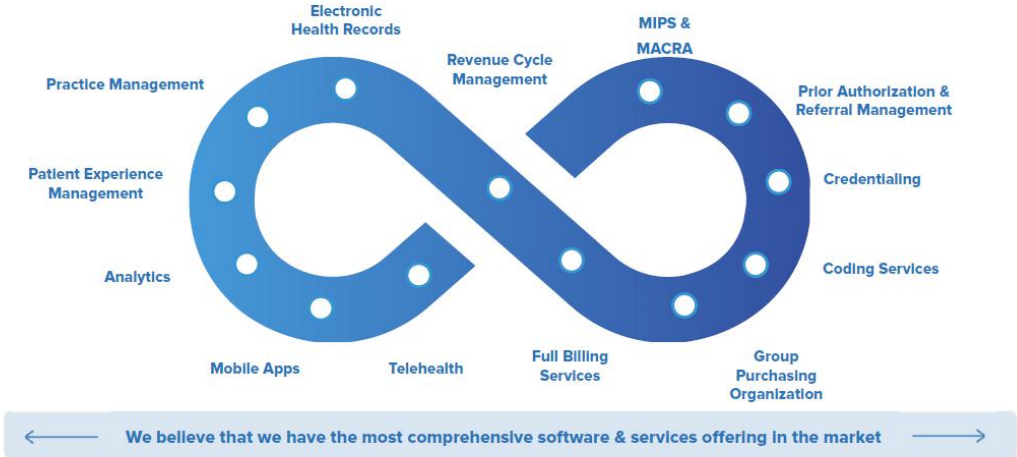 Electronic
Health Records
Revenue Cycle
Management
MIPS &
MACRA
Practice Management
Prior Authorization &
Referral Management
Patient Experience
Management
Credentialing
Analytics
Coding Services
Mobile Apps
Telehealth
Full Billing
Services
Group
Purchasing
Organization
We believe that we have the most comprehensive software & services offering in the market